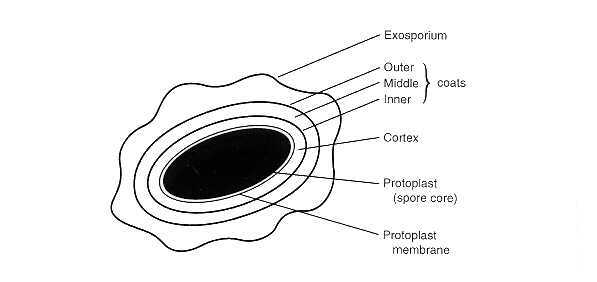 Exosporium
Outer
Middle
coats
Inner
Cortex
Protoplast
(spore core)
Protoplast
membrane